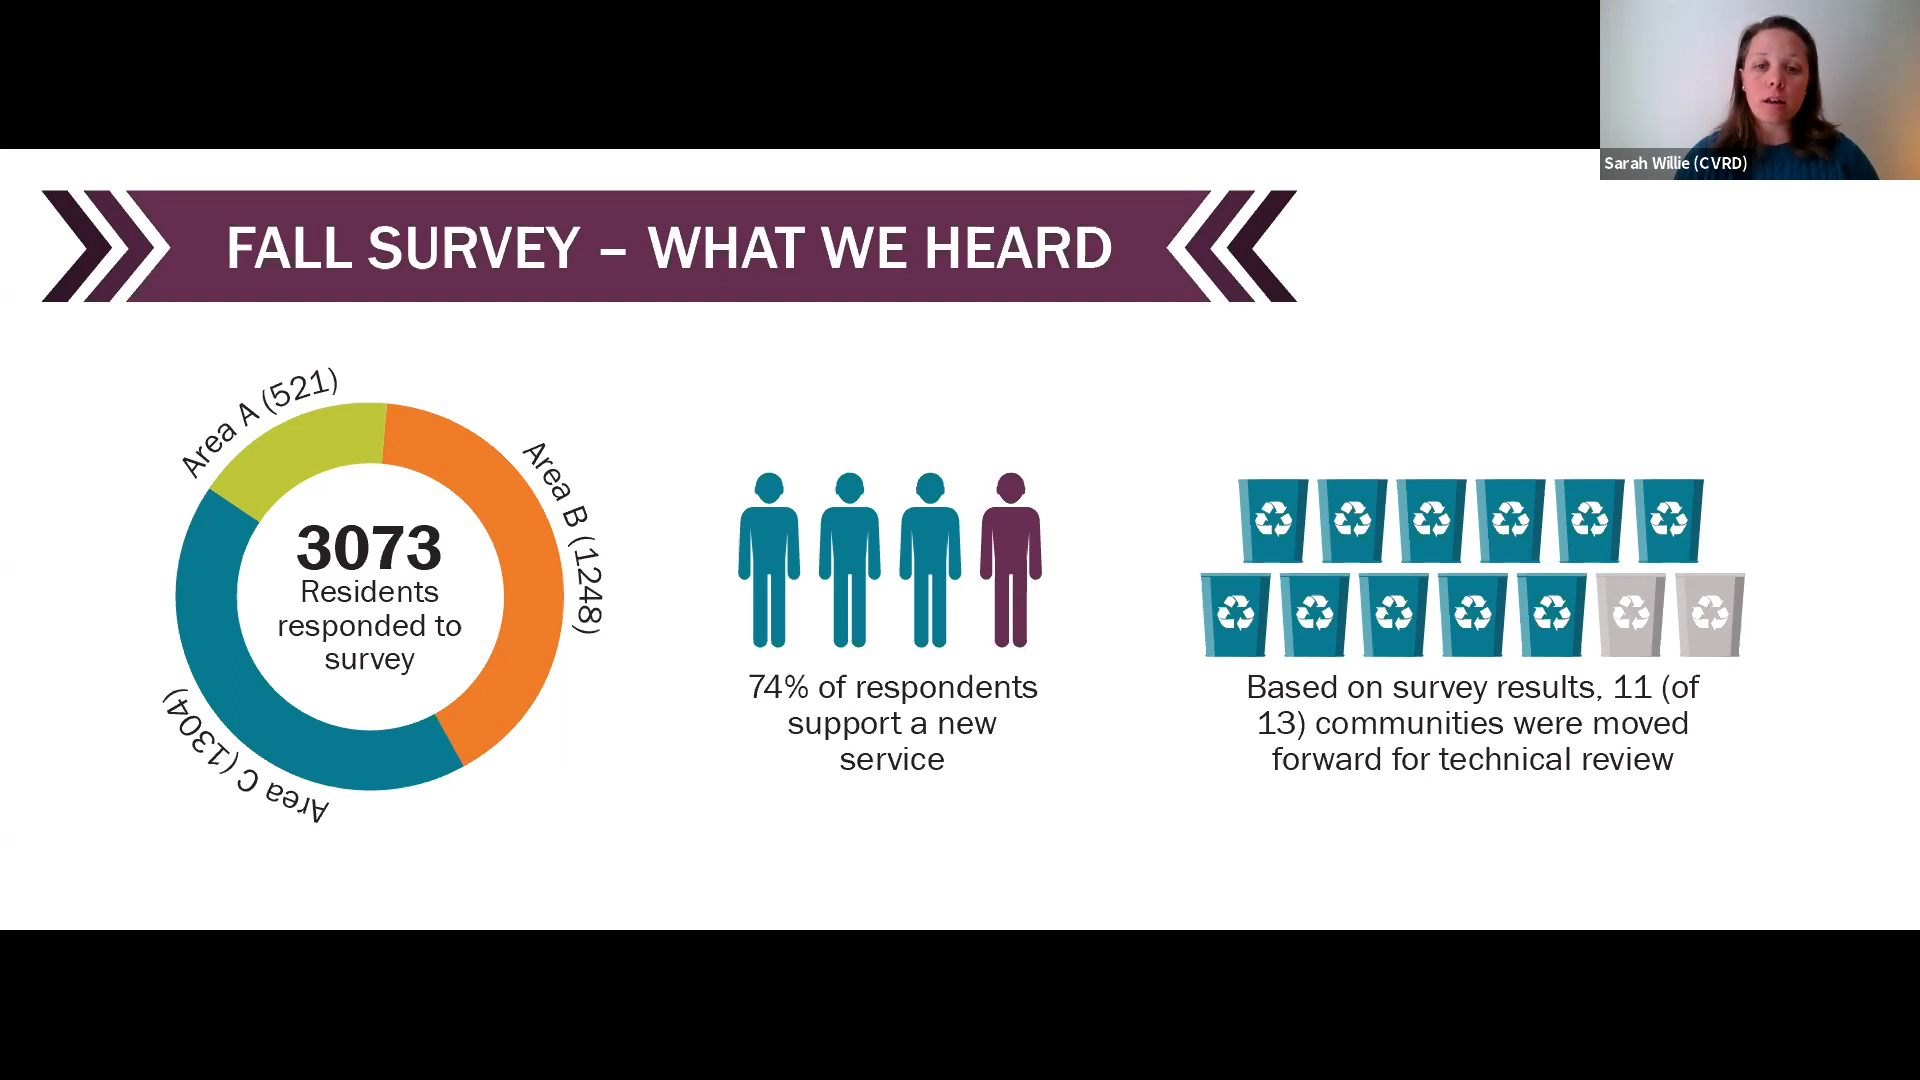 Sarah Willie (CVRD)
FALL SURVEY – WHAT WE HEARD
Area A (521)
Area B (1248)
Area C (1304)
3073
Residents
responded to
survey
74% of respondents
support a new
service
Based on survey results, 11 (of
13) communities were moved
forward for technical review